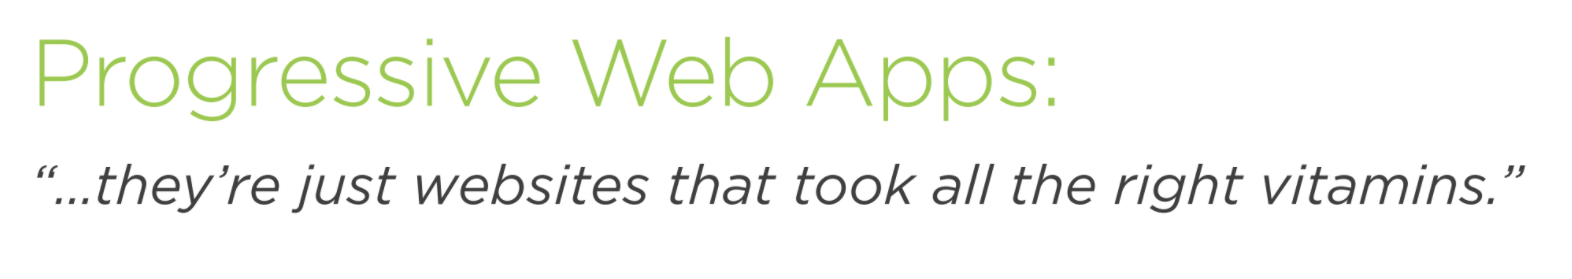 Progressive Web Apps:
“...they’re just websites that took all the right vitamins.”